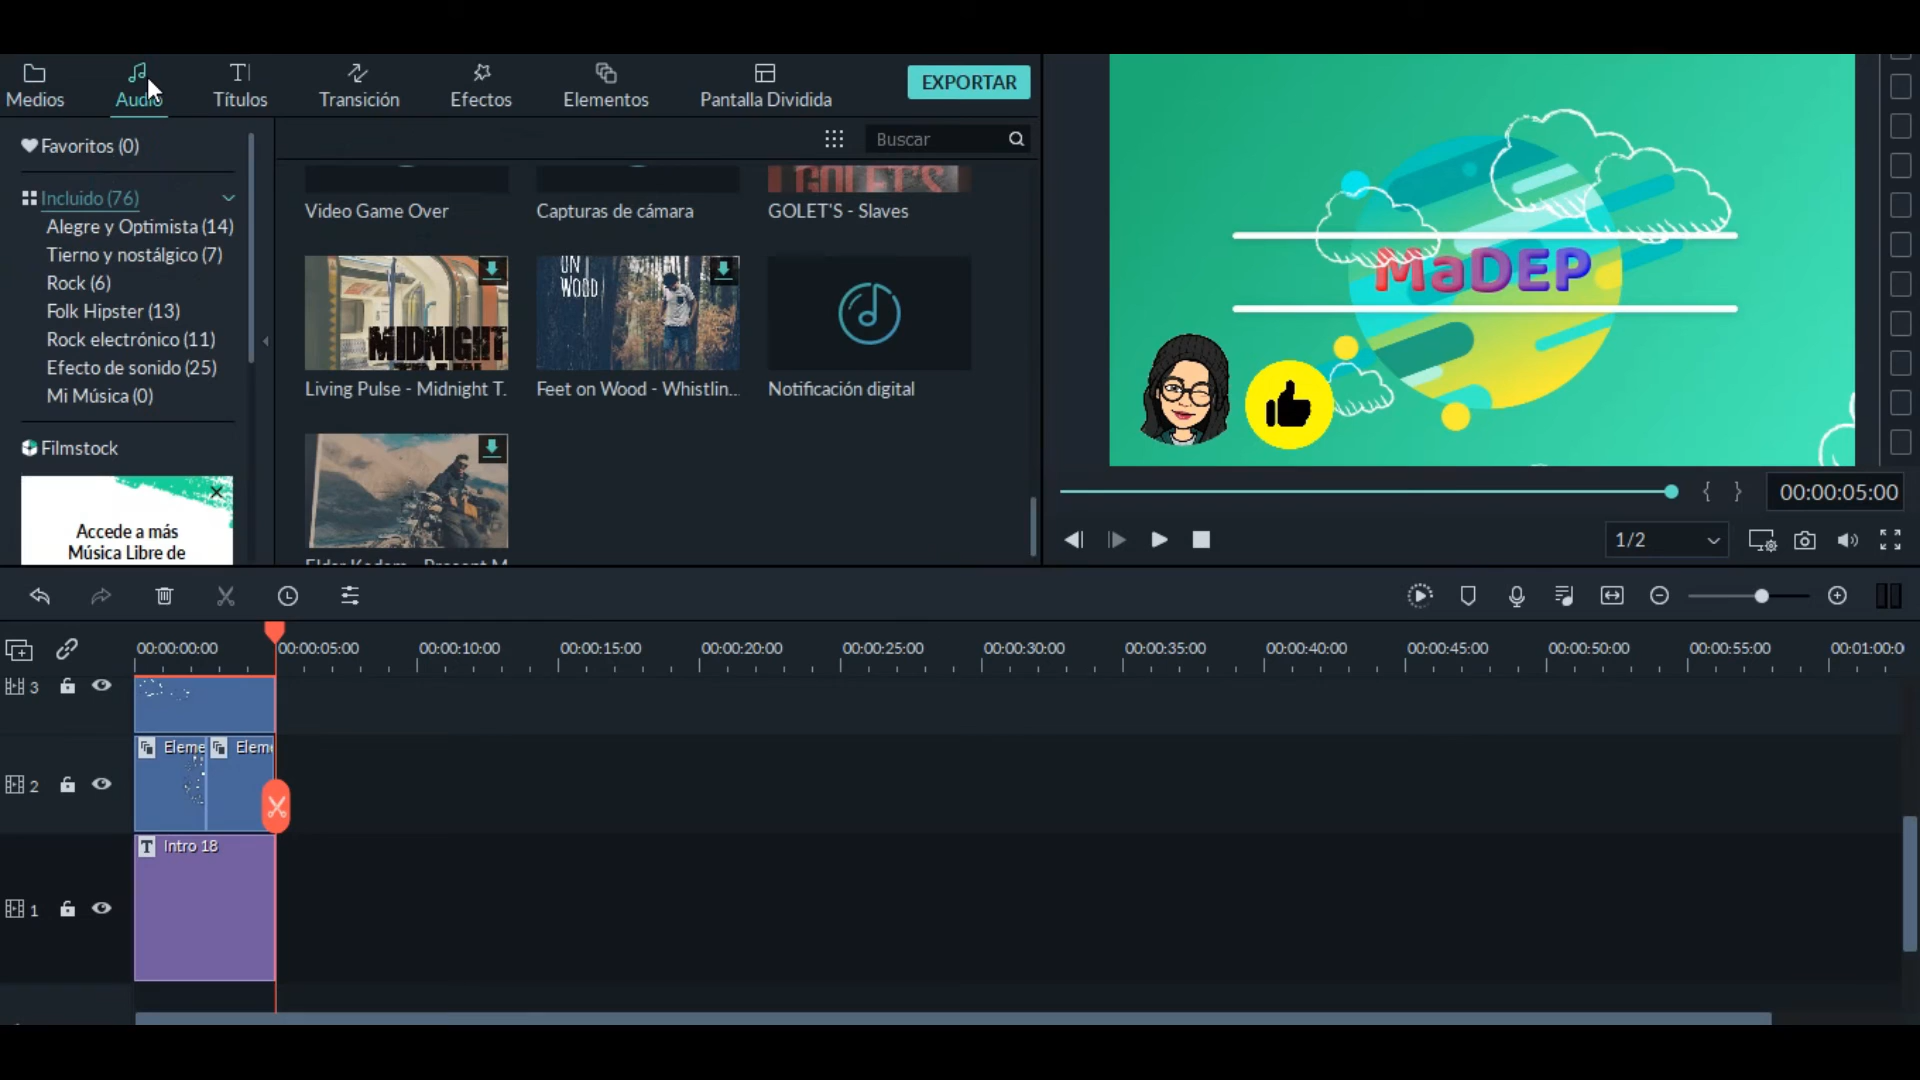 Medios
Audio
Títulos
Transición
Efectos
Elementos
Pantalla Dividida
EXPORTAR
Favoritos (0)
Incluido (76)
Alegre y Optimista (14)
Tierno y nostálgico (7)
Rock (6)
Folk Hipster (13)
Rock electrónico (11)
Efecto de sonido (25)
Mi Música (0)
Filmstock
Accede a más
Música Libre de
Buscar
GOLET'S
Video Game Over
Capturas de cámara
GOLET'S - Slaves
MIDNIGHT
ON
WOOD
Living Pulse - Midnight T.
Feet on Wood - Whistlin...
Notificación digital
MaDEP
00:00:05:00
1/2
00:00:00:00
00:00:05:00
00:00:10:00
00:00:15:00
00:00:20:00
00:00:25:00
00:00:30:00
00:00:35:00
00:00:40:00
00:00:45:00
00:00:50:00
00:00:55:00
00:01:00:0
3
2
Eleme
Eleme
1
T Intro 18